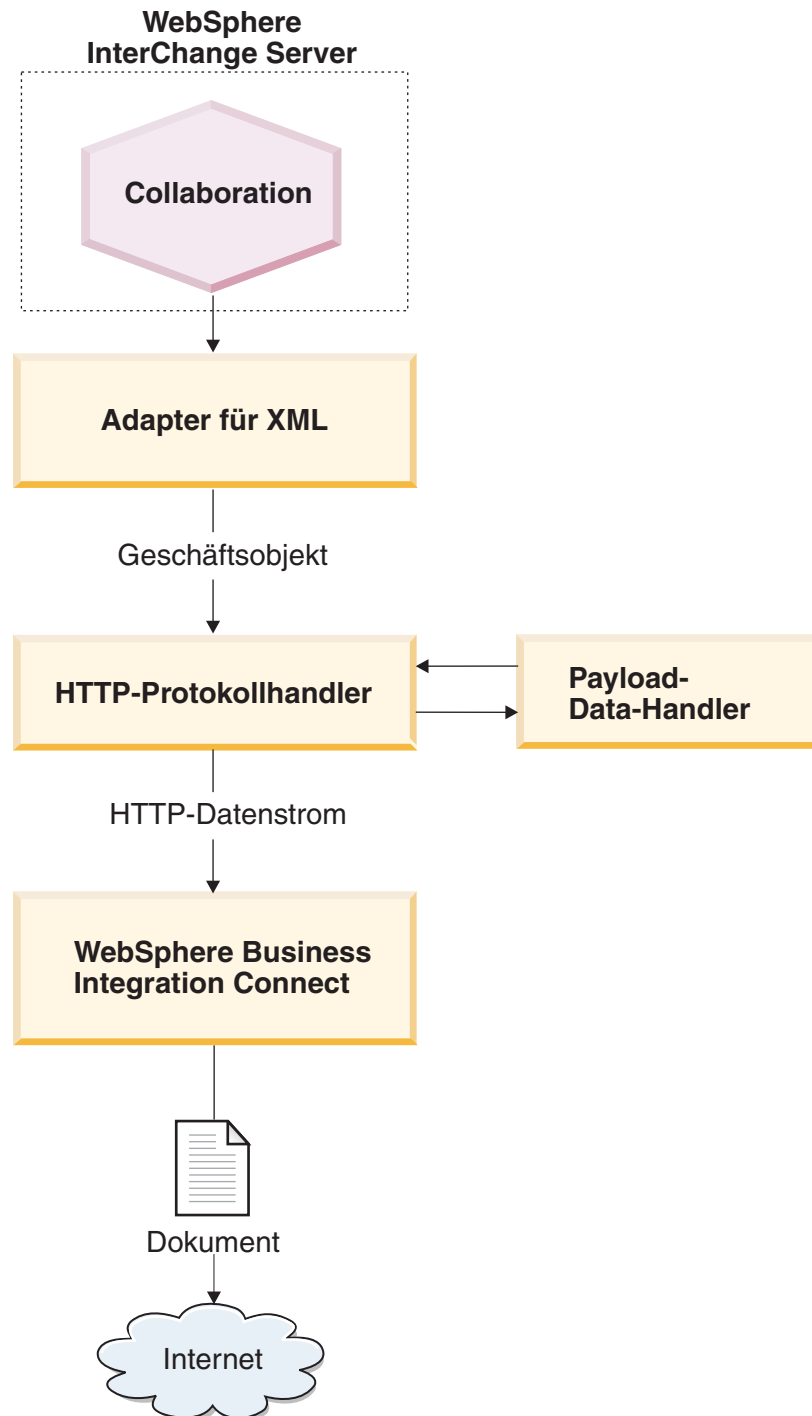 WebSphere
InterChange Server
Collaboration
Adapter für XML
Geschäftsobjekt
HTTP-Protokollhandler
Payload-
Data-Handler
HTTP-Datenstrom
WebSphere Business
Integration Connect
Dokument
Internet